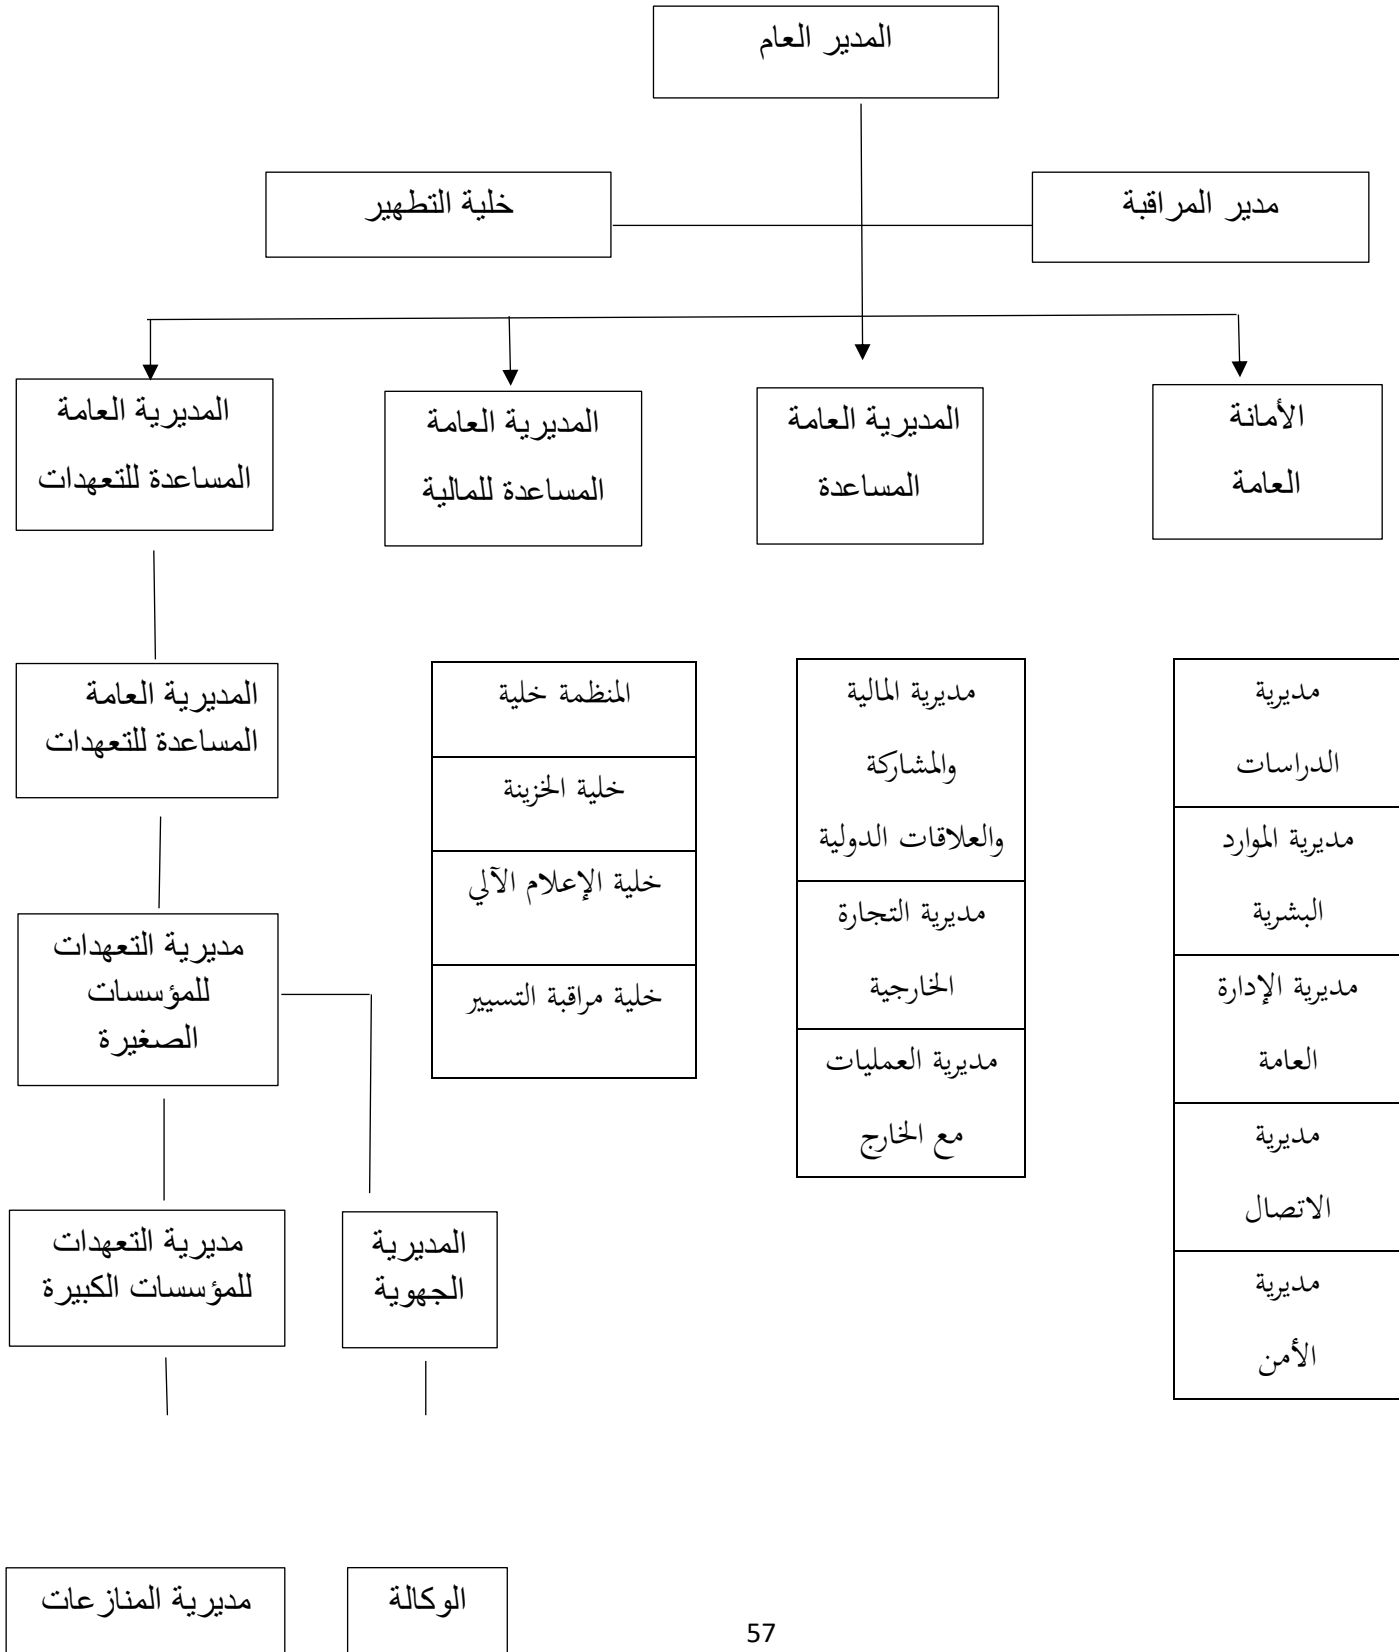 المدير العام
مدير المراقبة
خلية التطهير
الأمانة
العامة
المديرية العامة
المساعدة
المديرية العامة
المساعدة للمالية
المديرية العامة
المساعدة للتعهدات
مديرية
الدراسات
مديرية الموارد
البشرية
مديرية الإدارة
العامة
مديرية
الاتصال
مديرية
الأمن
مديرية المالية
والمشاركة
والعلاقات الدولية
مديرية التجارة
الخارجية
مديرية العمليات
مع الخارج
المنظمة خلية
خلية الخزينة
خلية الإعلام الآلي
خلية مراقبة التسيير
المديرية العامة
المساعدة للتعهدات
مديرية التعهدات
للمؤسسات
الصغيرة
المديرية
الجهوية
مديرية التعهدات
للمؤسسات الكبيرة
الوكالة
مديرية المنازعات
57